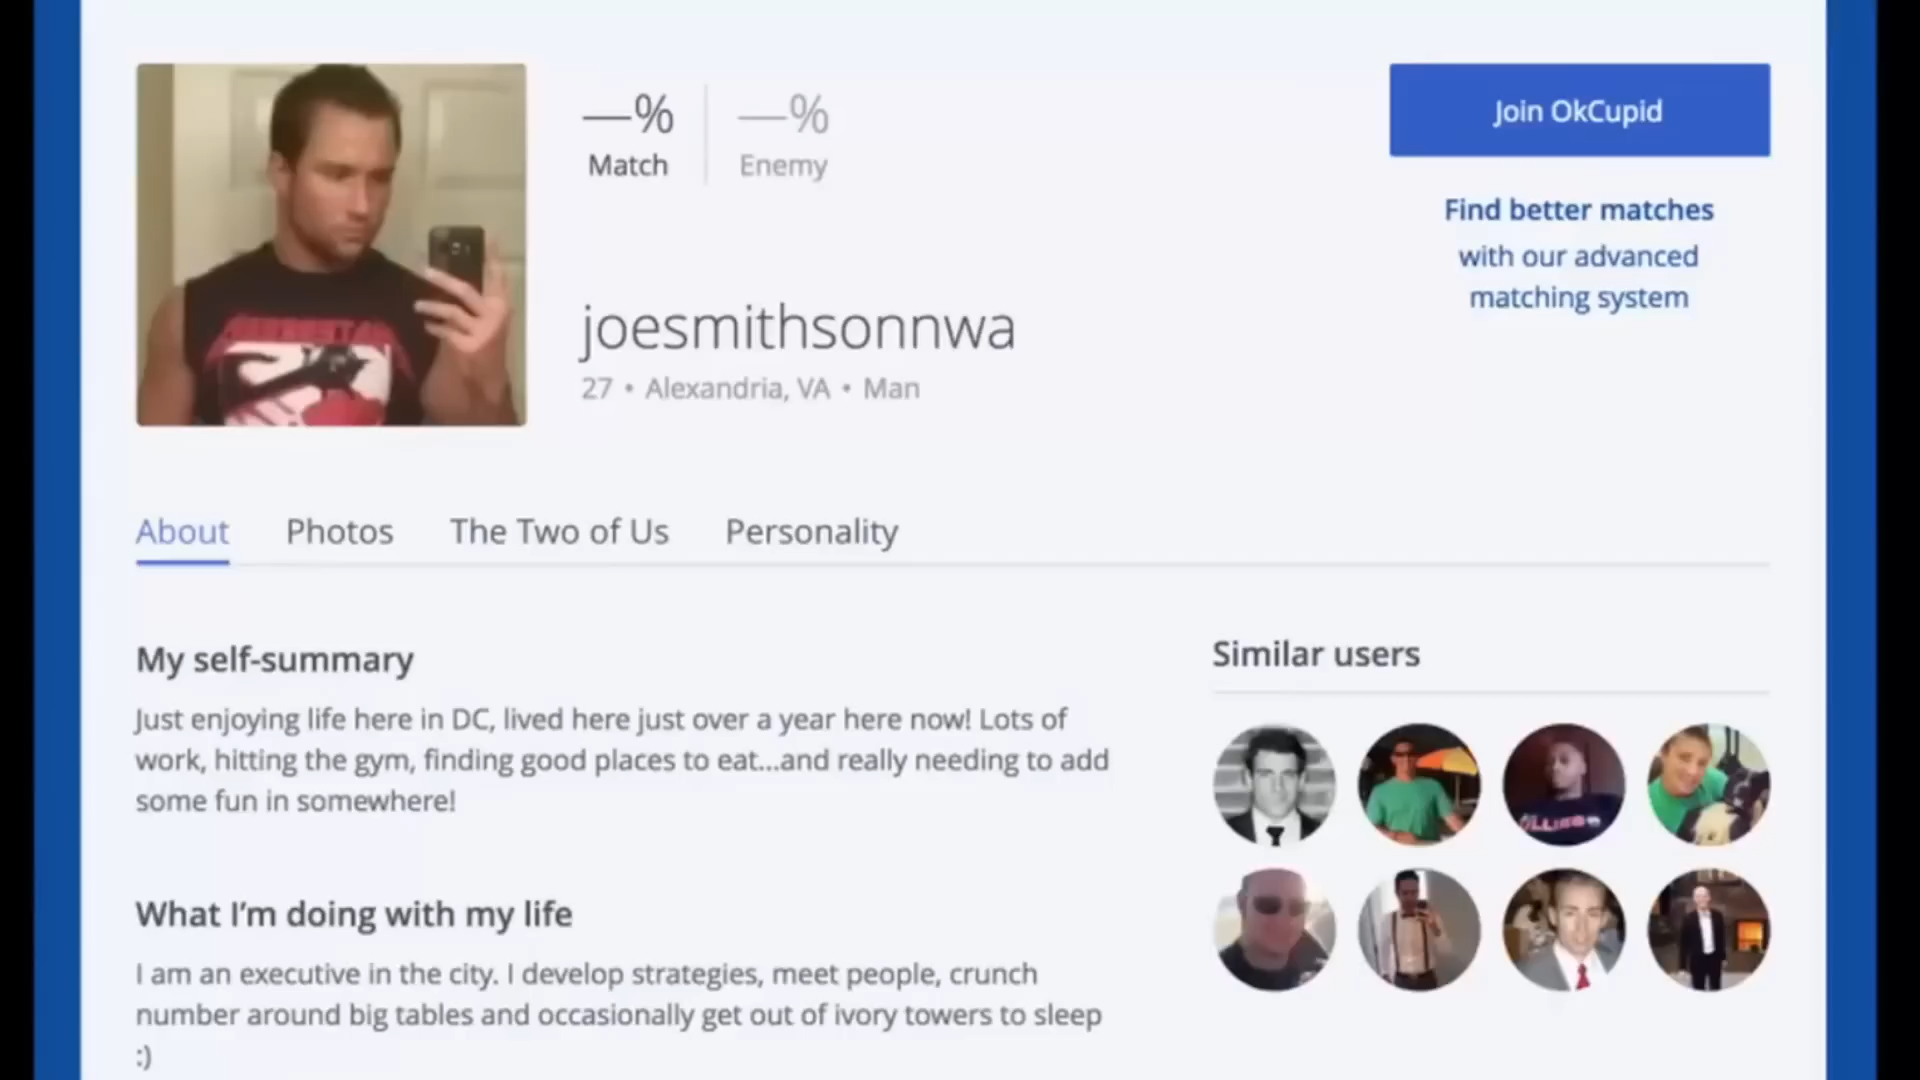 —%
Match
—%
Enemy
Join OkCupid
Find better matches
with our advanced
matching system
joesmithsonnwa
27 • Alexandria, VA • Man
About
Photos
The Two of Us
Personality
My self-summary
Just enjoying life here in DC, lived here just over a year here now! Lots of
work, hitting the gym, finding good places to eat...and really needing to add
some fun in somewhere!
Similar users
What I'm doing with my life
I am an executive in the city. I develop strategies, meet people, crunch
number around big tables and occasionally get out of ivory towers to sleep
:)